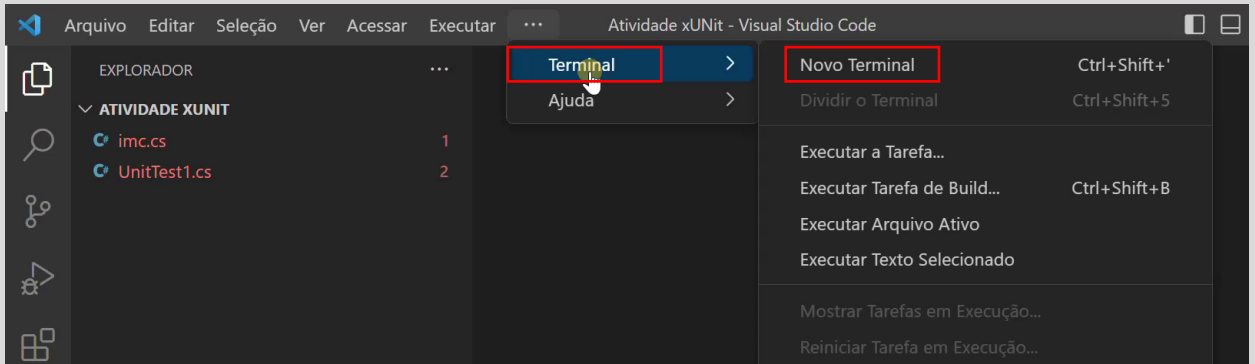 Arquivo Editar Seleção Ver Acessar Executar ··· Atividade xUNit - Visual Studio Code
EXPLORADOR ···
ATIVIDADE XUNIT
C# imc.cs 1
C# UnitTest1.cs 2
Terminal
Ajuda
Novo Terminal Ctrl+Shift+'
Dividir o Terminal Ctrl+Shift+5
Executar a Tarefa...
Executar Tarefa de Build... Ctrl+Shift+B
Executar Arquivo Ativo
Executar Texto Selecionado
Mostrar Tarefas em Execução...
Reiniciar Tarefa em Execução...